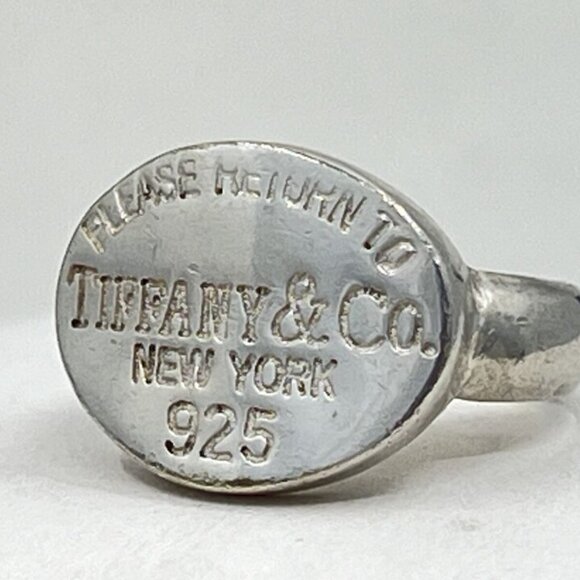 PLEASE RETURN TO
TIFFANY & Co.
NEW YORK
925